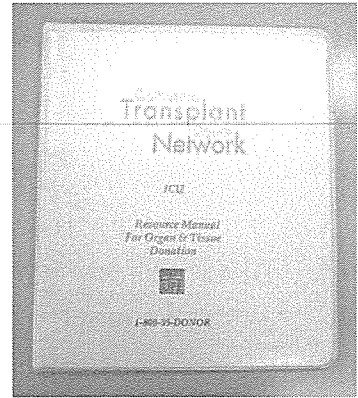 Transplant
Network
ICU
Resource Manual
For Organ & Tissue
Donation
1-800-55-DONOR